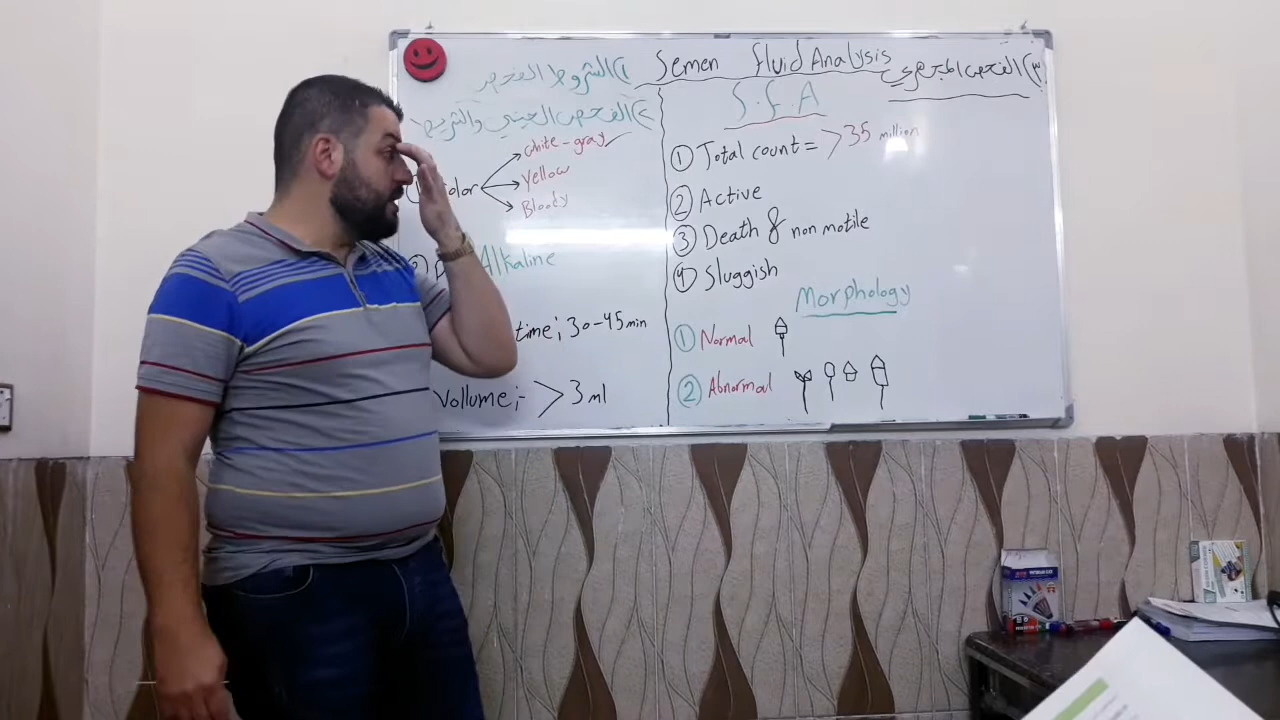 Semen fluid Analysis
١) الشروط الفحص
٢) الفحص العيني والفيزيا
color
white - gray ✓
Yellow
Bloody
② P Alkaline
time; 30-45 min
Vollume;- > 3 ml
٣) الفحص المجهري
S.F.A
① Total count = > 35 million
② Active
③ Death & non motile
④ Sluggish
Morphology
① Normal
② Abnormal